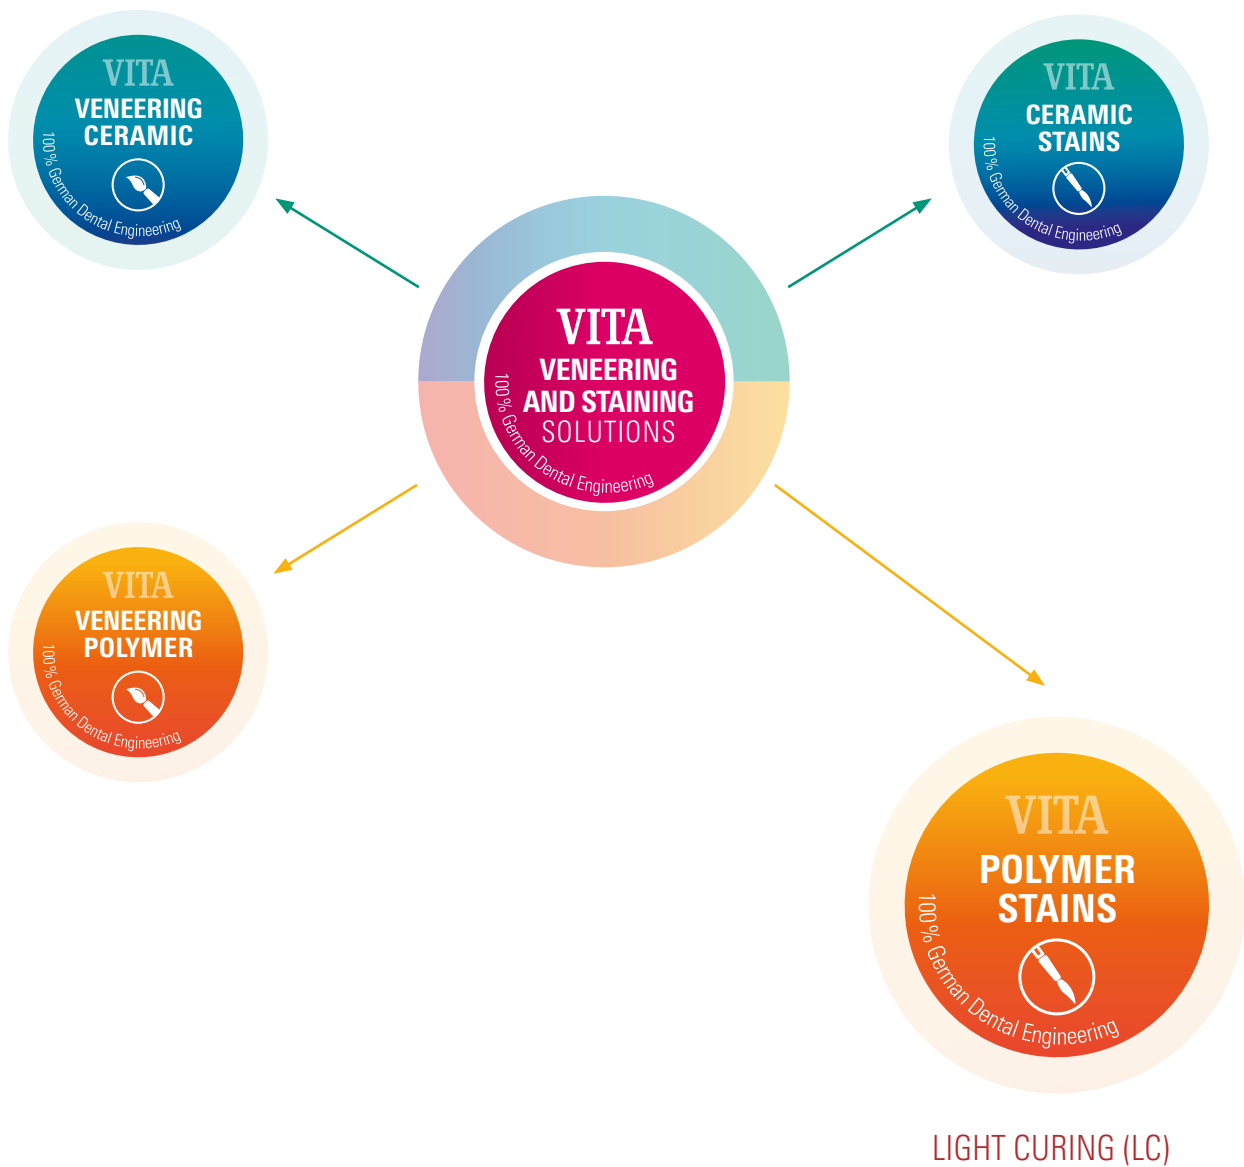 VITA
VENEERING
CERAMIC
100% German Dental Engineering
VITA
CERAMIC
STAINS
100% German Dental Engineering
VITA
VENEERING
AND STAINING
SOLUTIONS
100% German Dental Engineering
VITA
VENEERING
POLYMER
100% German Dental Engineering
VITA
POLYMER
STAINS
100% German Dental Engineering
LIGHT CURING (LC)